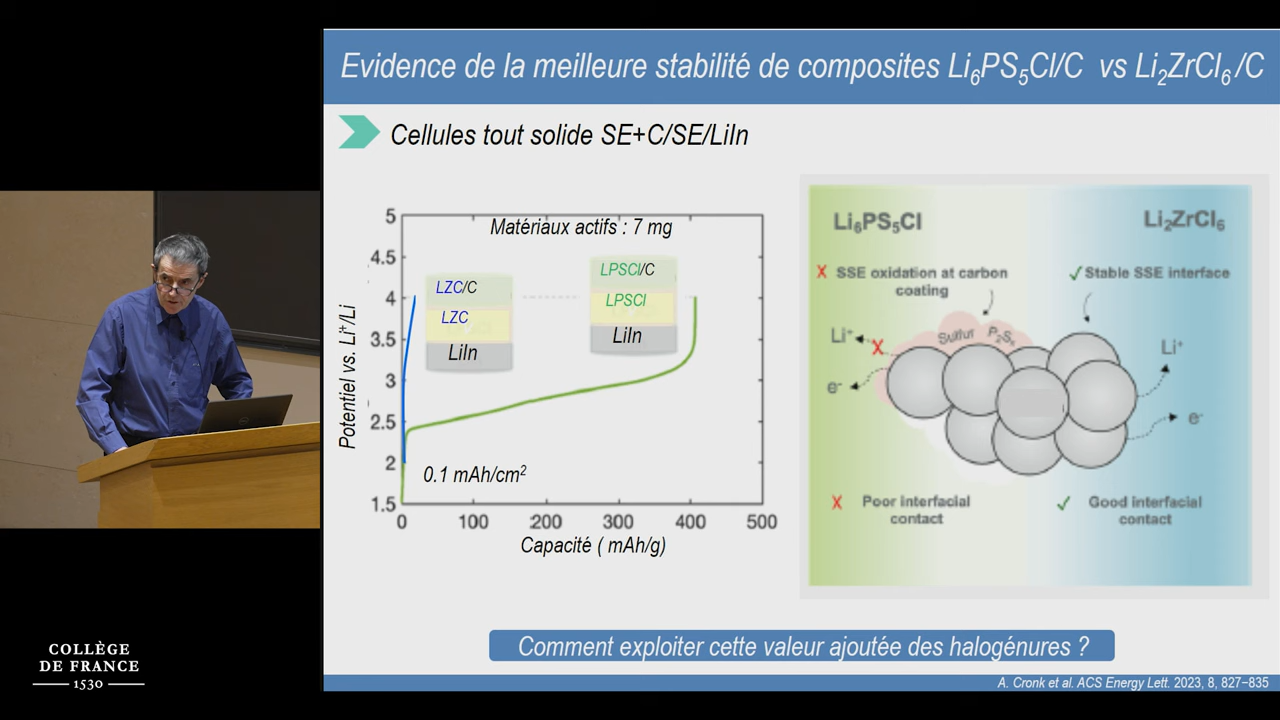 Evidence de la meilleure stabilité de composites Li6PS5Cl/C vs Li2ZrCl6/C
Cellules tout solide SE+C/SE/LiIn
Potentiel vs. Li+/Li
5
4.5
4
3.5
3
2.5
2
1.5
Matériaux actifs : 7 mg
LZC/C
LZC
LiIn
LPSCl/C
LPSCl
LiIn
0.1 mAh/cm2
0
100
200
300
400
500
Capacité ( mAh/g)
Li6PS5Cl
Li2ZrCl6
X SSE oxidation at carbon
coating
✓Stable SSE interface
Li+
X
e-
Sulfur P2Sx
Li+
e-
X Poor interfacial
contact
✓ Good interfacial
contact
Comment exploiter cette valeur ajoutée des halogénures ?
A. Cronk et al. ACS Energy Lett. 2023, 8, 827−835
COLLÈGE
DE FRANCE
1530